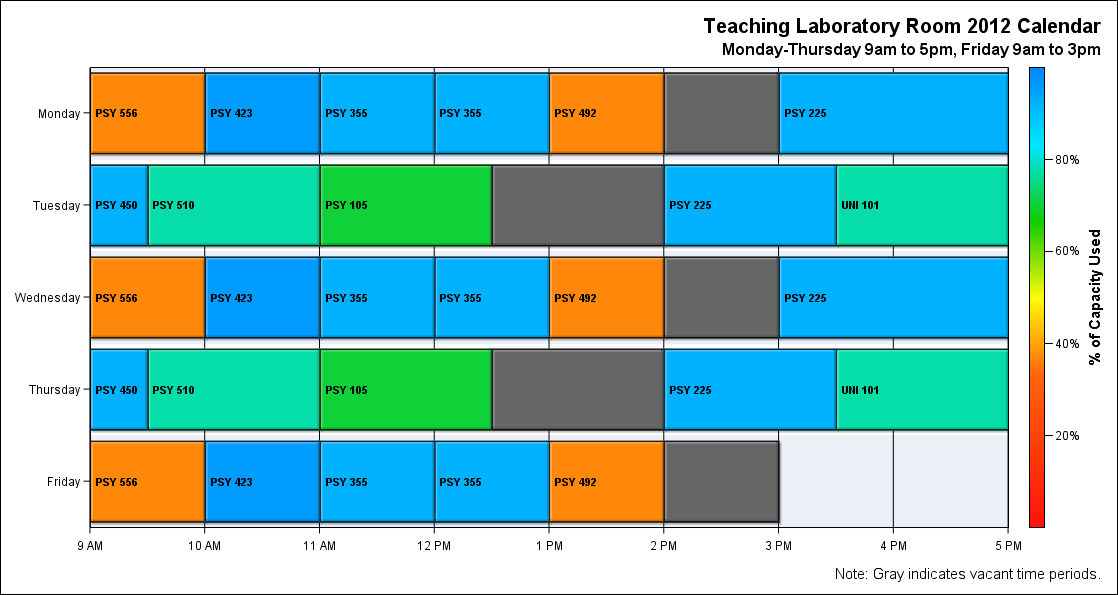 Teaching Laboratory Room 2012 Calendar
Monday-Thursday 9am to 5pm, Friday 9am to 3pm
Monday PSY 556 PSY 423 PSY 355 PSY 355 PSY 492 PSY 225
Tuesday PSY 450 PSY 510 PSY 105 PSY 225 UNI 101
Wednesday PSY 556 PSY 423 PSY 355 PSY 355 PSY 492 PSY 225
Thursday PSY 450 PSY 510 PSY 105 PSY 225 UNI 101
Friday PSY 556 PSY 423 PSY 355 PSY 355 PSY 492
9 AM 10 AM 11 AM 12 PM 1 PM 2 PM 3 PM 4 PM 5 PM
80%
60%
40%
20%
% of Capacity Used
Note: Gray indicates vacant time periods.